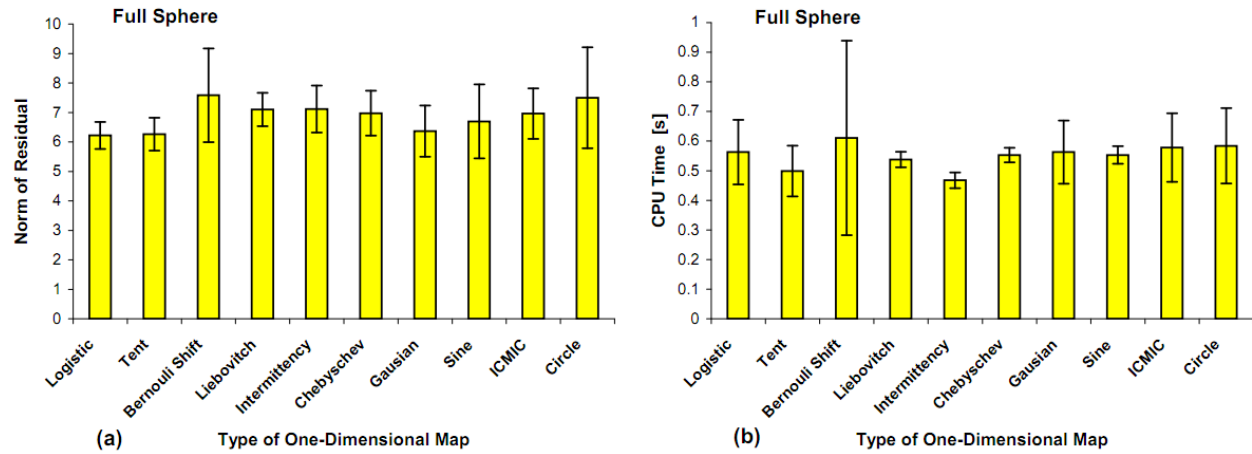 Full Sphere
Norm of Residual
10
9
8
7
6
5
4
3
2
1
0
Logistic
Tent
Bernouli Shift
Liebovitch
Intermittency
Chebyschev
Gausian
Sine
ICMIC
Circle
(a) Type of One-Dimensional Map
Full Sphere
CPU Time [s]
1
0.9
0.8
0.7
0.6
0.5
0.4
0.3
0.2
0.1
0
Logistic
Tent
Bernouli Shift
Liebovitch
Intermittency
Chebyschev
Gausian
Sine
ICMIC
Circle
(b) Type of One-Dimensional Map